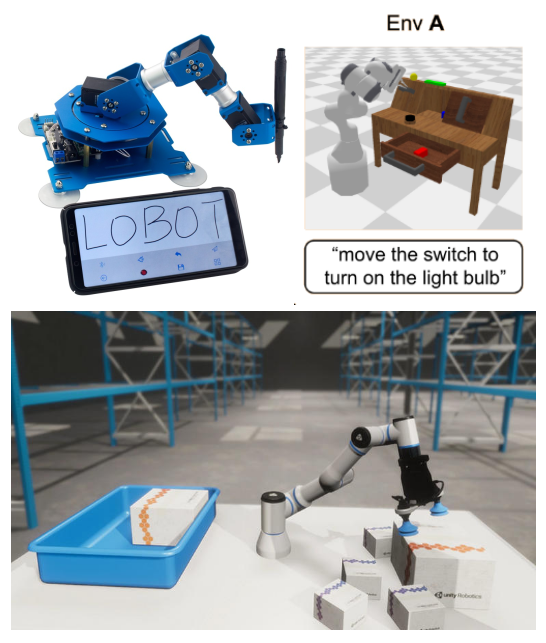 Env A
LOBOT
"move the switch to
turn on the light bulb"
unity Robotics